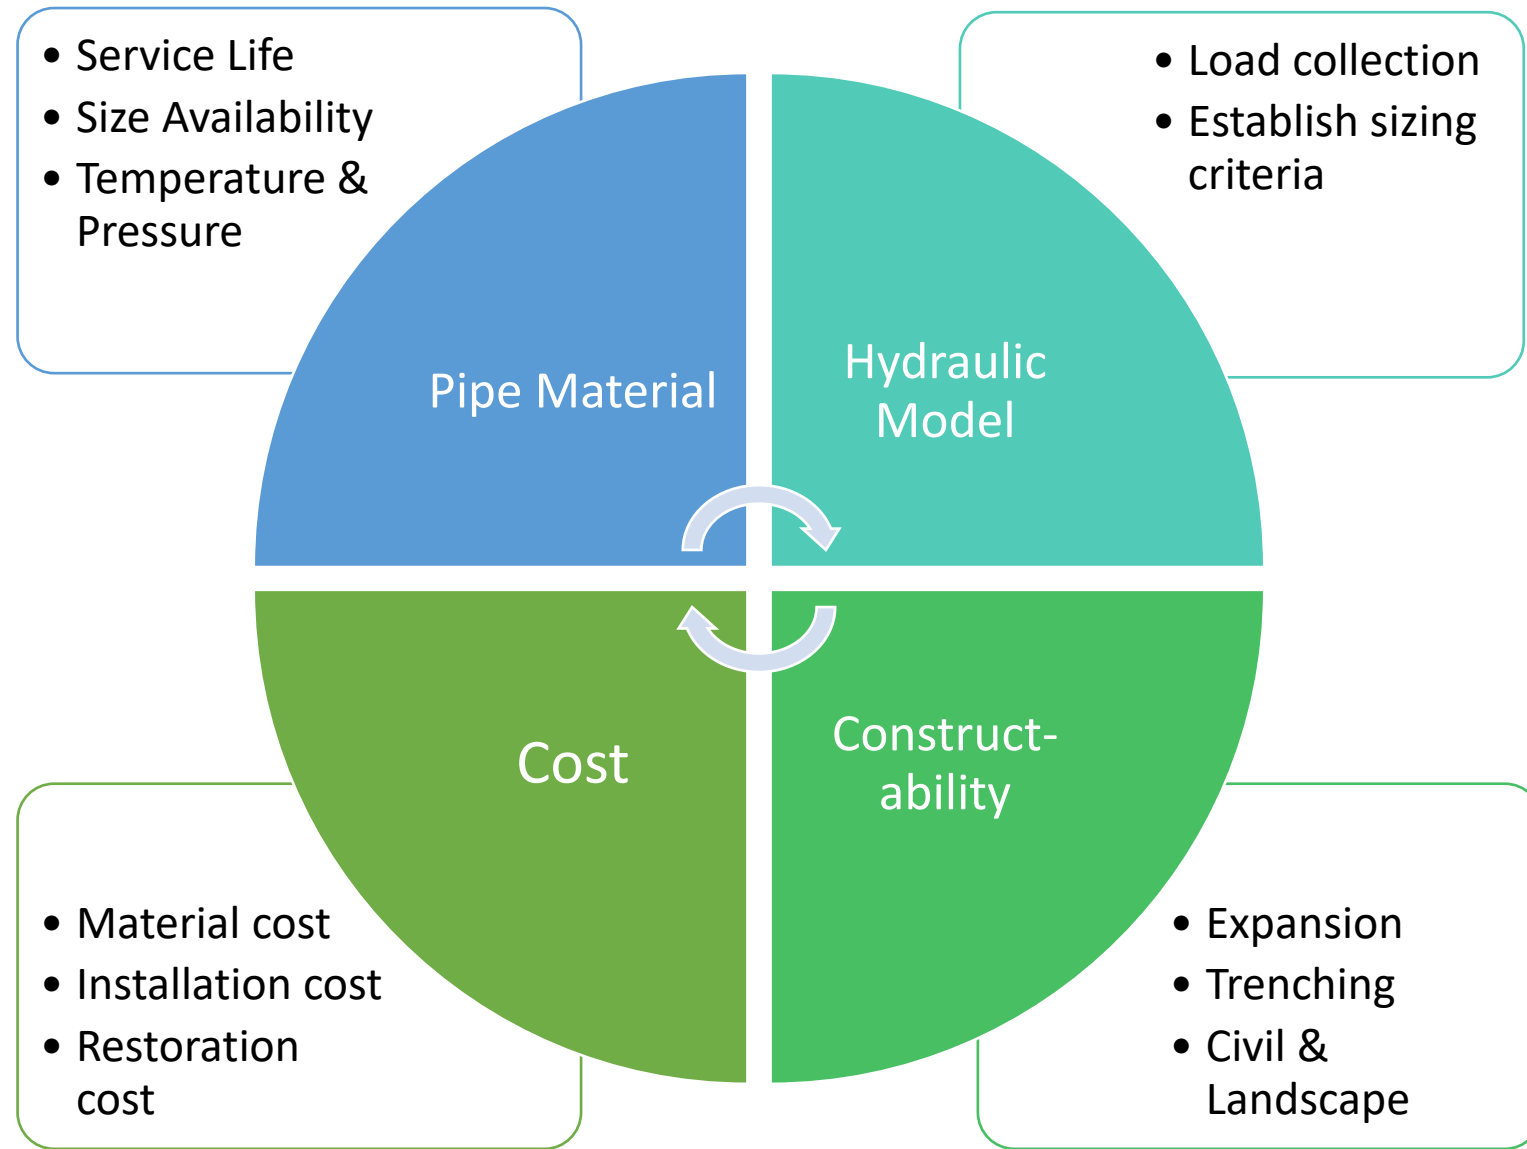 • Service Life
• Size Availability
• Temperature &
Pressure
• Load collection
• Establish sizing
criteria
Pipe Material
Hydraulic
Model
Cost
Construct-
ability
• Material cost
• Installation cost
• Restoration
cost
• Expansion
• Trenching
• Civil &
Landscape